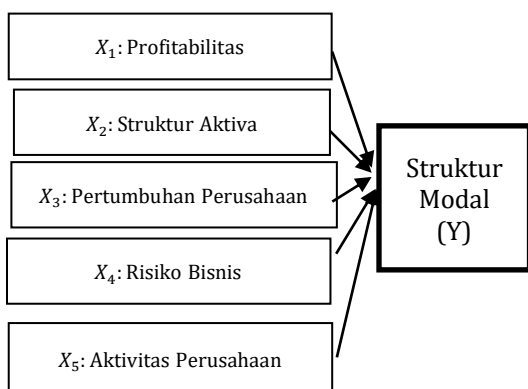 X₁: Profitabilitas
X₂: Struktur Aktiva
X₃: Pertumbuhan Perusahaan
X₄: Risiko Bisnis
X₅: Aktivitas Perusahaan
Struktur
Modal
(Y)